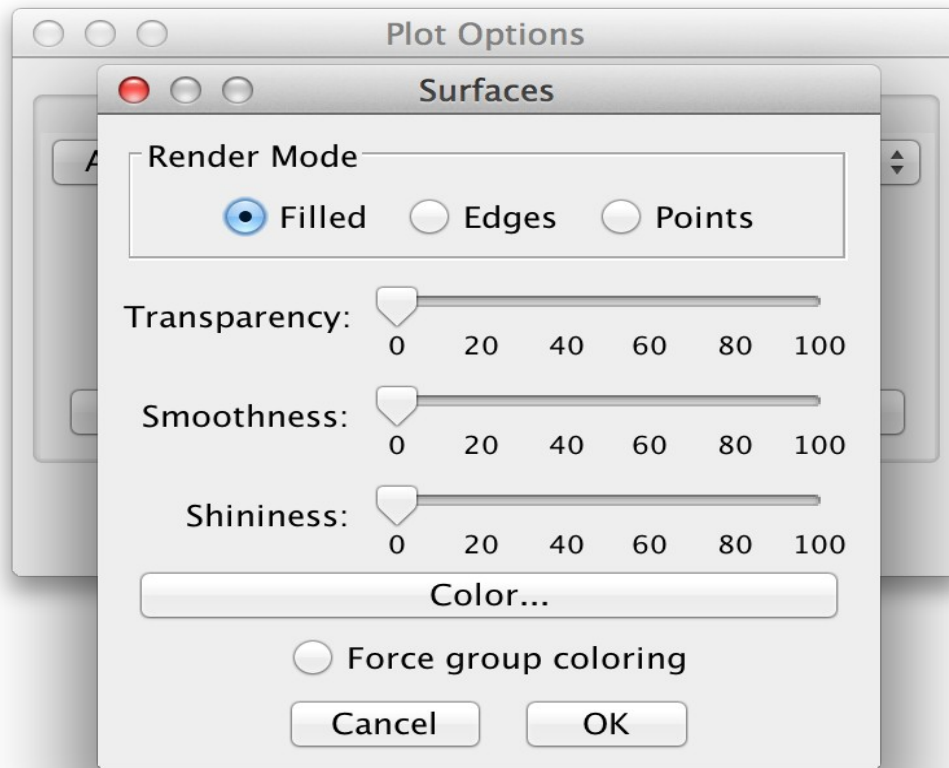 Plot Options
Surfaces
A
Render Mode
Filled Edges Points
Transparency:
0 20 40 60 80 100
Smoothness:
0 20 40 60 80 100
Shininess:
0 20 40 60 80 100
Color...
Force group coloring
Cancel OK